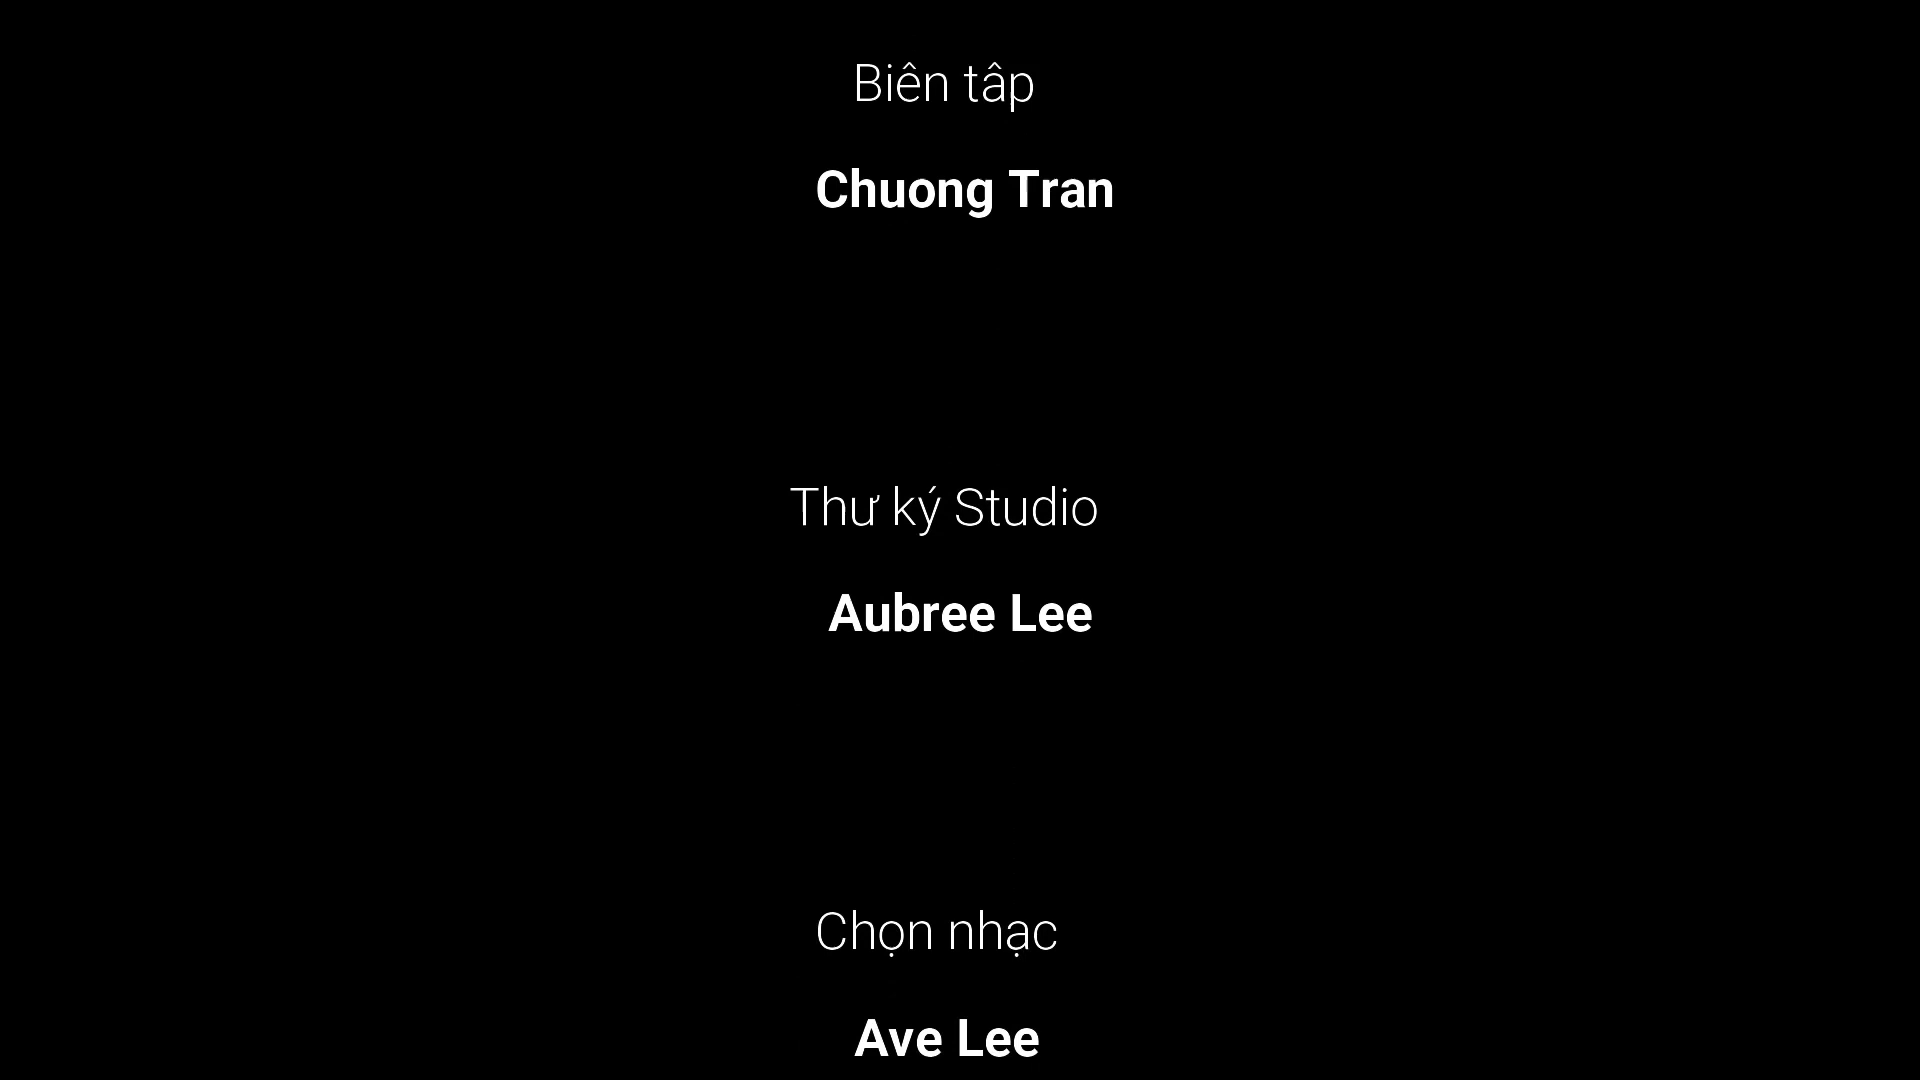 Biên tâp
Chuong Tran
Thư ký Studio
Aubree Lee
Chọn nhạc
Ave Lee